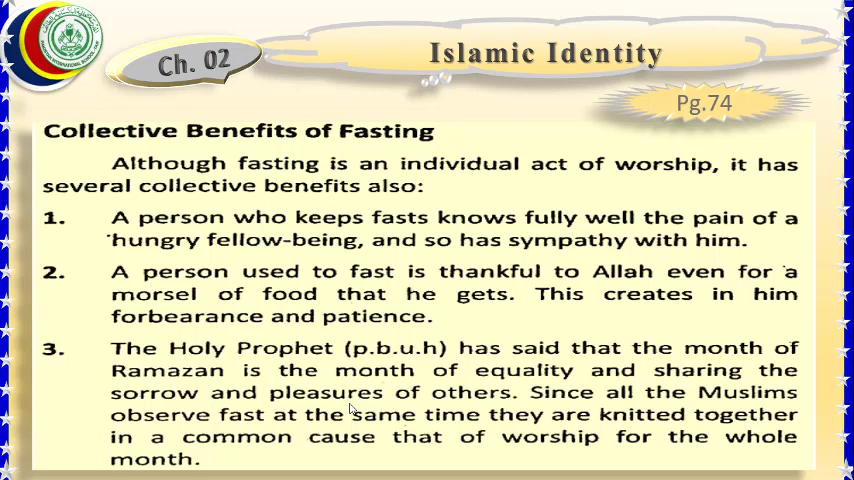 Ch. 02
Islamic Identity
Pg.74
Collective Benefits of Fasting
Although fasting is an individual act of worship, it has
several collective benefits also:
1. A person who keeps fasts knows fully well the pain of a
hungry fellow-being, and so has sympathy with him.
2. A person used to fast is thankful to Allah even for a
morsel of food that he gets. This creates in him
forbearance and patience.
3. The Holy Prophet (p.b.u.h) has said that the month of
Ramazan is the month of equality and sharing the
sorrow and pleasures of others. Since all the Muslims
observe fast at the same time they are knitted together
in a common cause that of worship for the whole
month.